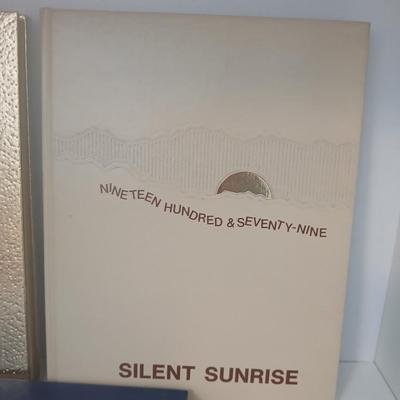 NINETEEN HUNDRED & SEVENTY-NINE
SILENT SUNRISE